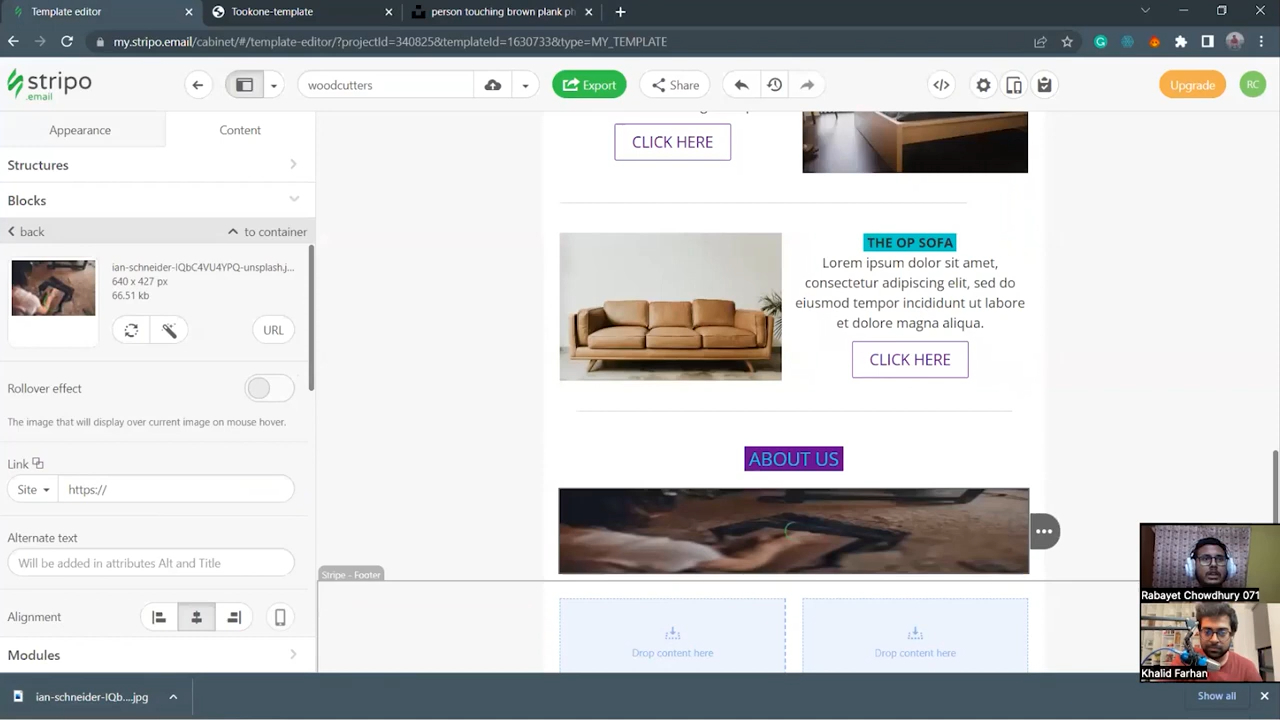 Template editor
Tookone-template
person touching brown plank ph
my.stripo.email/cabinet/#/template-editor/?projectId=340825&templateId=1630733&type=MY_TEMPLATE
stripo
.email
woodcutters
Export
Share
Upgrade
RC
Appearance
Content
CLICK HERE
Structures
Blocks
back
to container
ian-schneider-IQbC4VU4YPQ-unsplash.j...
640 x 427 px
66.51 kb
URL
THE OP SOFA
Lorem ipsum dolor sit amet,
consectetur adipiscing elit, sed do
eiusmod tempor incididunt ut labore
et dolore magna aliqua.
CLICK HERE
Rollover effect
The image that will display over current image on mouse hover.
Link
Site
https://
ABOUT US
Alternate text
Will be added in attributes Alt and Title
Stripe - Footer
Alignment
Drop content here
Drop content here
Modules
Rabayet Chowdhury 071
Khalid Farhan
ian-schneider-IQb....jpg
Show all